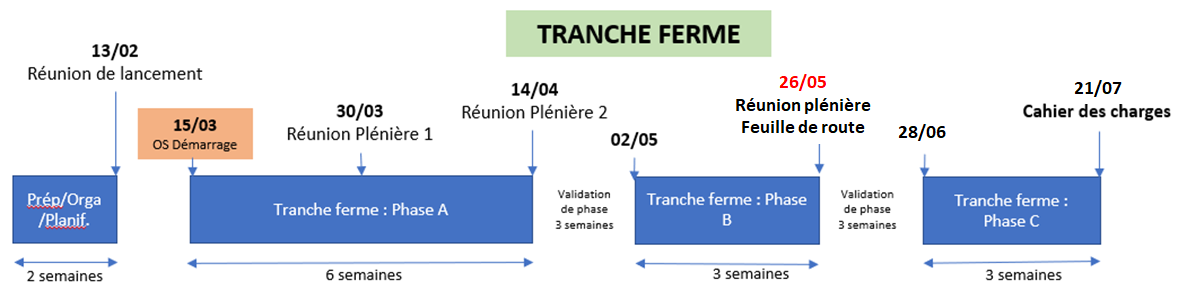 TRANCHE FERME
13/02
Réunion de lancement
15/03
OS Démarrage
30/03
Réunion Plénière 1
14/04
Réunion Plénière 2
02/05
26/05
Réunion plénière
Feuille de route
28/06
21/07
Cahier des charges
Prép/Orga
/Planif.
Tranche ferme : Phase A
Validation
de phase
3 semaines
Tranche ferme : Phase
B
Validation
de phase
3 semaines
Tranche ferme :
Phase C
2 semaines
6 semaines
3 semaines
3 semaines